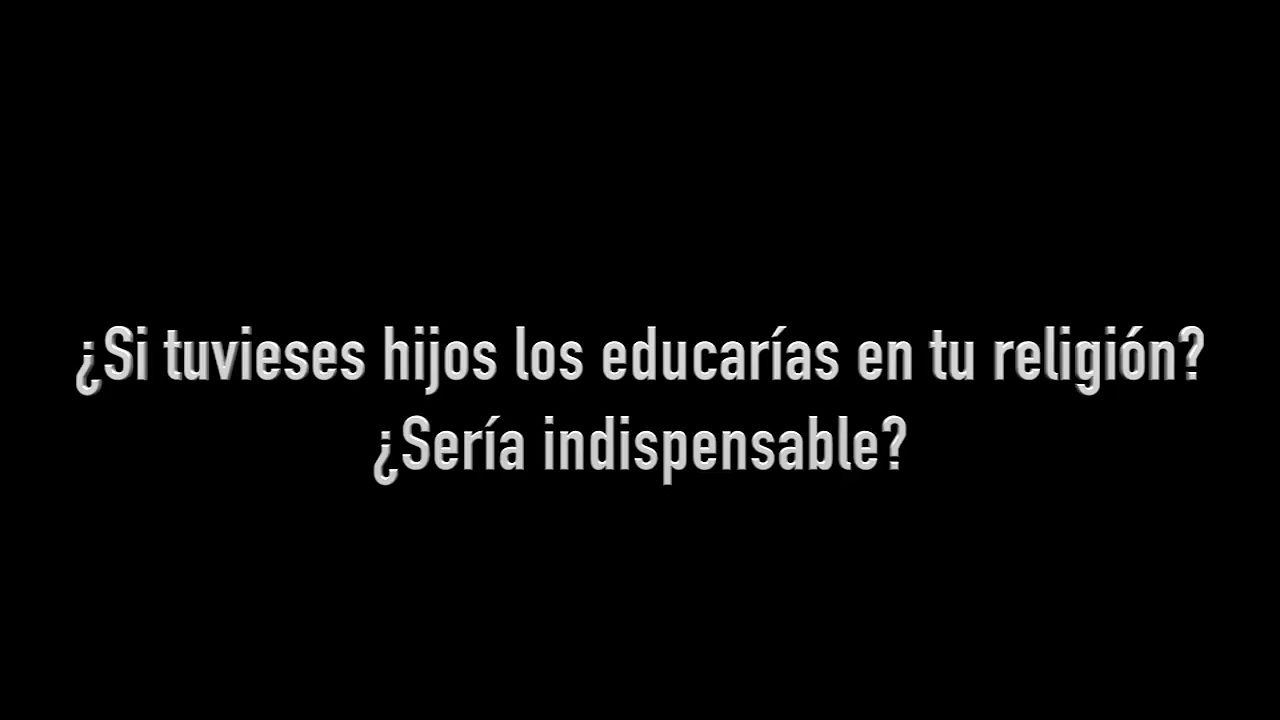 ¿Si tuvieses hijos los educarías en tu religión?
¿Sería indispensable?